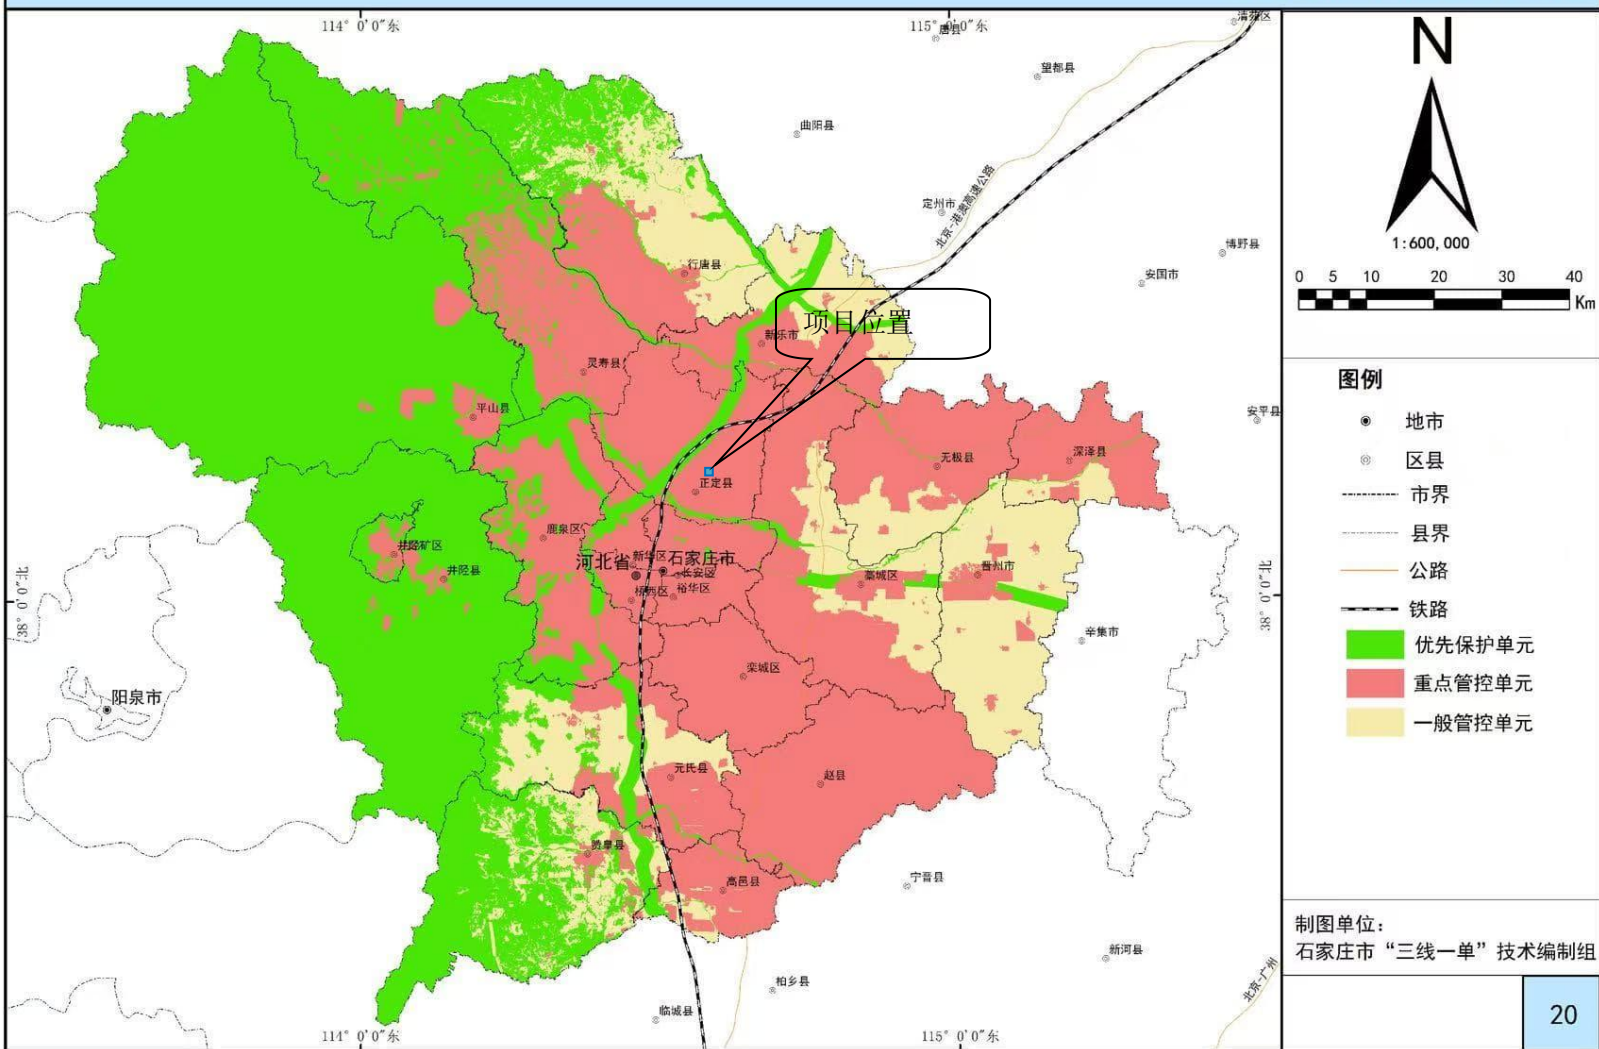 114° 0′0″东
115° 0′0″东
清苑区
唐县
望都县
曲阳县
定州市
北京-港澳高速公路
博野县
安国市
行唐县
项目位置
新乐市
灵寿县
平山县
安平县
无极县
深泽县
正定县
鹿泉区
井陉矿区
井陉县
河北省
新华区
石家庄市
长安区
桥西区
裕华区
藁城区
晋州市
38° 0′0″北
38° 0′0″北
辛集市
栾城区
阳泉市
元氏县
赵县
赞皇县
高邑县
宁晋县
新河县
柏乡县
临城县
北京-广州
114° 0′0″东
115° 0′0″东
N
1:600,000
0 5 10 20 30 40
Km
图例
地市
区县
市界
县界
公路
铁路
优先保护单元
重点管控单元
一般管控单元
制图单位：
石家庄市“三线一单”技术编制组
20